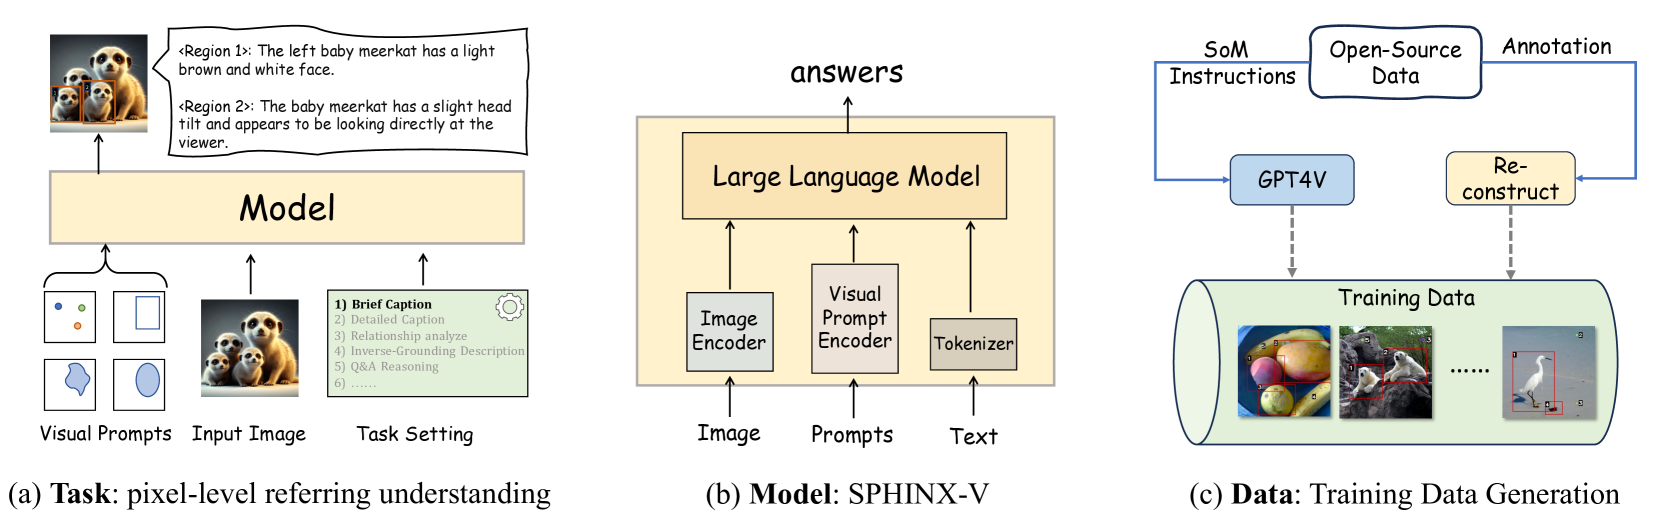 <Region 1>: The left baby meerkat has a light
brown and white face.
<Region 2>: The baby meerkat has a slight head
tilt and appears to be looking directly at the
viewer.
Model
1) Brief Caption
2) Detailed Caption
3) Relationship analyze
4) Inverse-Grounding Description
5) Q&A Reasoning
6) ......
Visual Prompts
Input Image
Task Setting
(a) Task: pixel-level referring understanding
answers
Large Language Model
Image
Encoder
Visual
Prompt
Encoder
Tokenizer
Image
Prompts
Text
(b) Model: SPHINX-V
SoM
Instructions
Open-Source
Data
Annotation
GPT4V
Re-
construct
Training Data
......
(c) Data: Training Data Generation